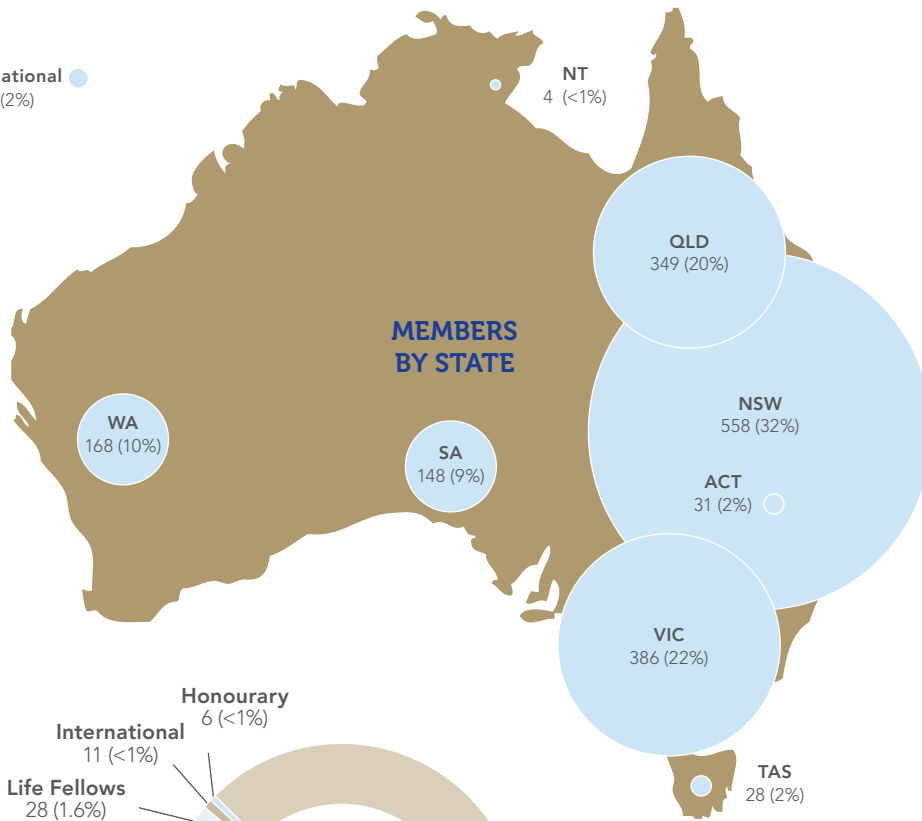 ational
(2%)
NT
4 (<1%)
QLD
349 (20%)
MEMBERS
BY STATE
NSW
558 (32%)
WA
168 (10%)
SA
148 (9%)
ACT
31 (2%)
VIC
386 (22%)
Honourary
6 (<1%)
International
11 (<1%)
Life Fellows
28 (1.6%)
TAS
28 (2%)